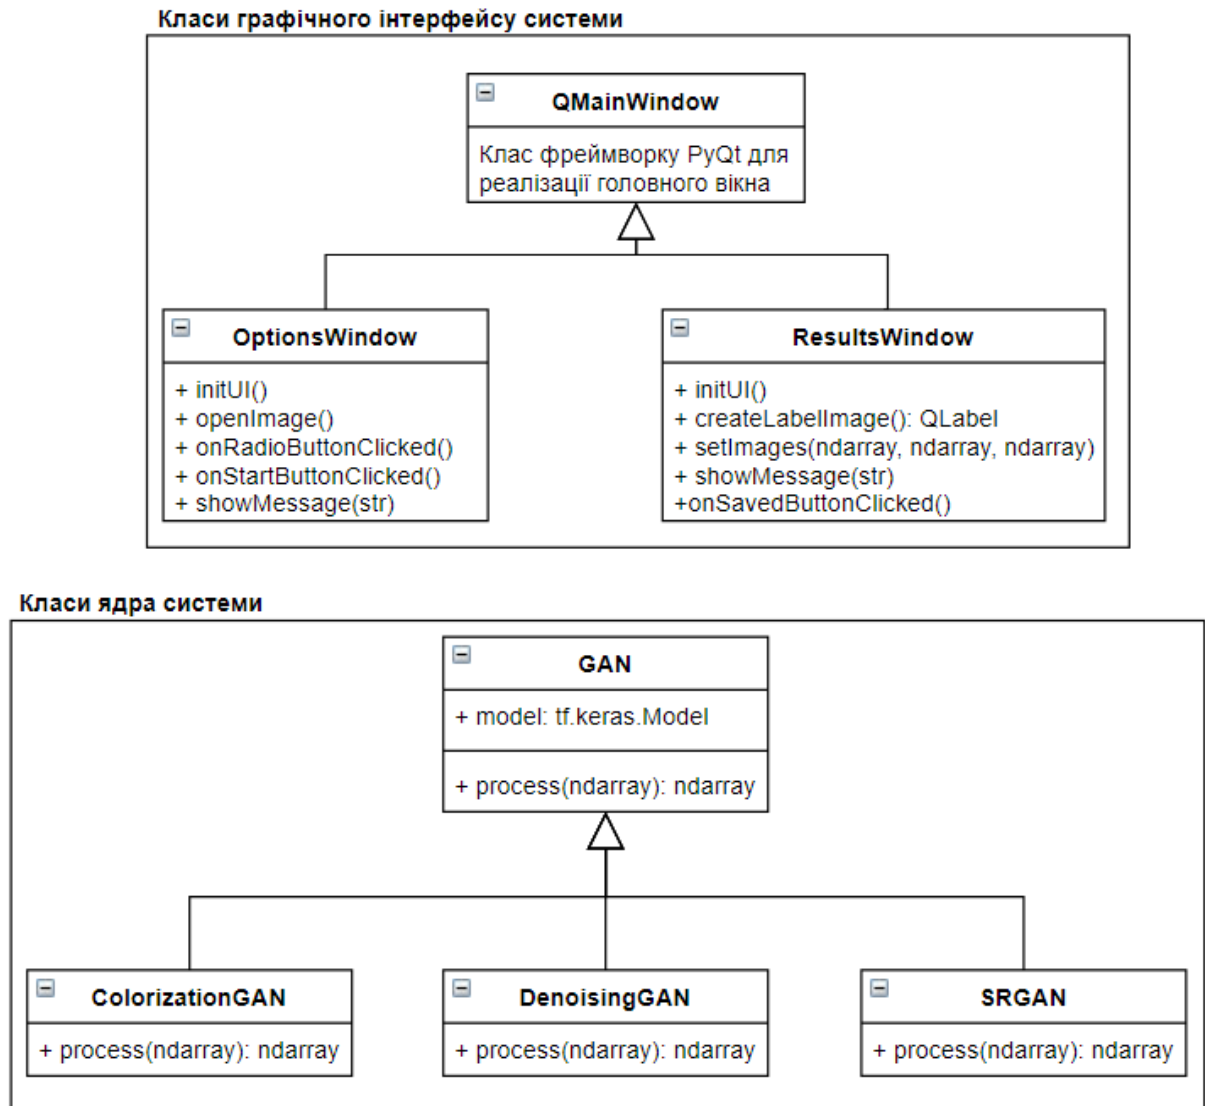 Класи графічного інтерфейсу системи
QMainWindow
Клас фреймворку PyQt для
реалізації головного вікна
OptionsWindow
+ initUI()
+ openImage()
+ onRadioButtonClicked()
+ onStartButtonClicked()
+ showMessage(str)
ResultsWindow
+ initUI()
+ createLabelImage(): QLabel
+ setImages(ndarray, ndarray, ndarray)
+ showMessage(str)
+onSavedButtonClicked()
Класи ядра системи
GAN
+ model: tf.keras.Model
+ process(ndarray): ndarray
ColorizationGAN
+ process(ndarray): ndarray
DenoisingGAN
+ process(ndarray): ndarray
SRGAN
+ process(ndarray): ndarray